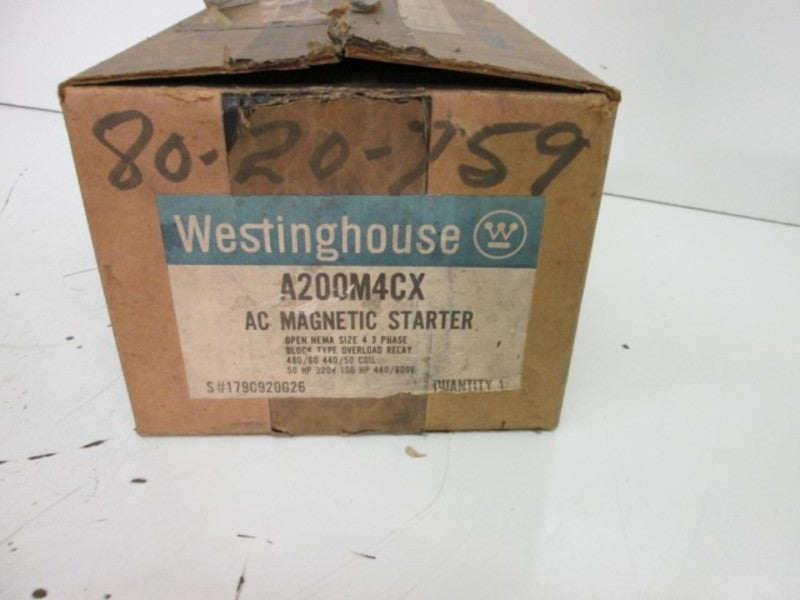 80-20-759
Westinghouse W
A200M4CX
AC MAGNETIC STARTER
OPEN NEMA SIZE 4 3 PHASE
BLOCK TYPE OVERLOAD RELAY
480/60 440/50 COIL
50 HP 220V 100 HP 440/600V
S#179C920G26 QUANTITY 1